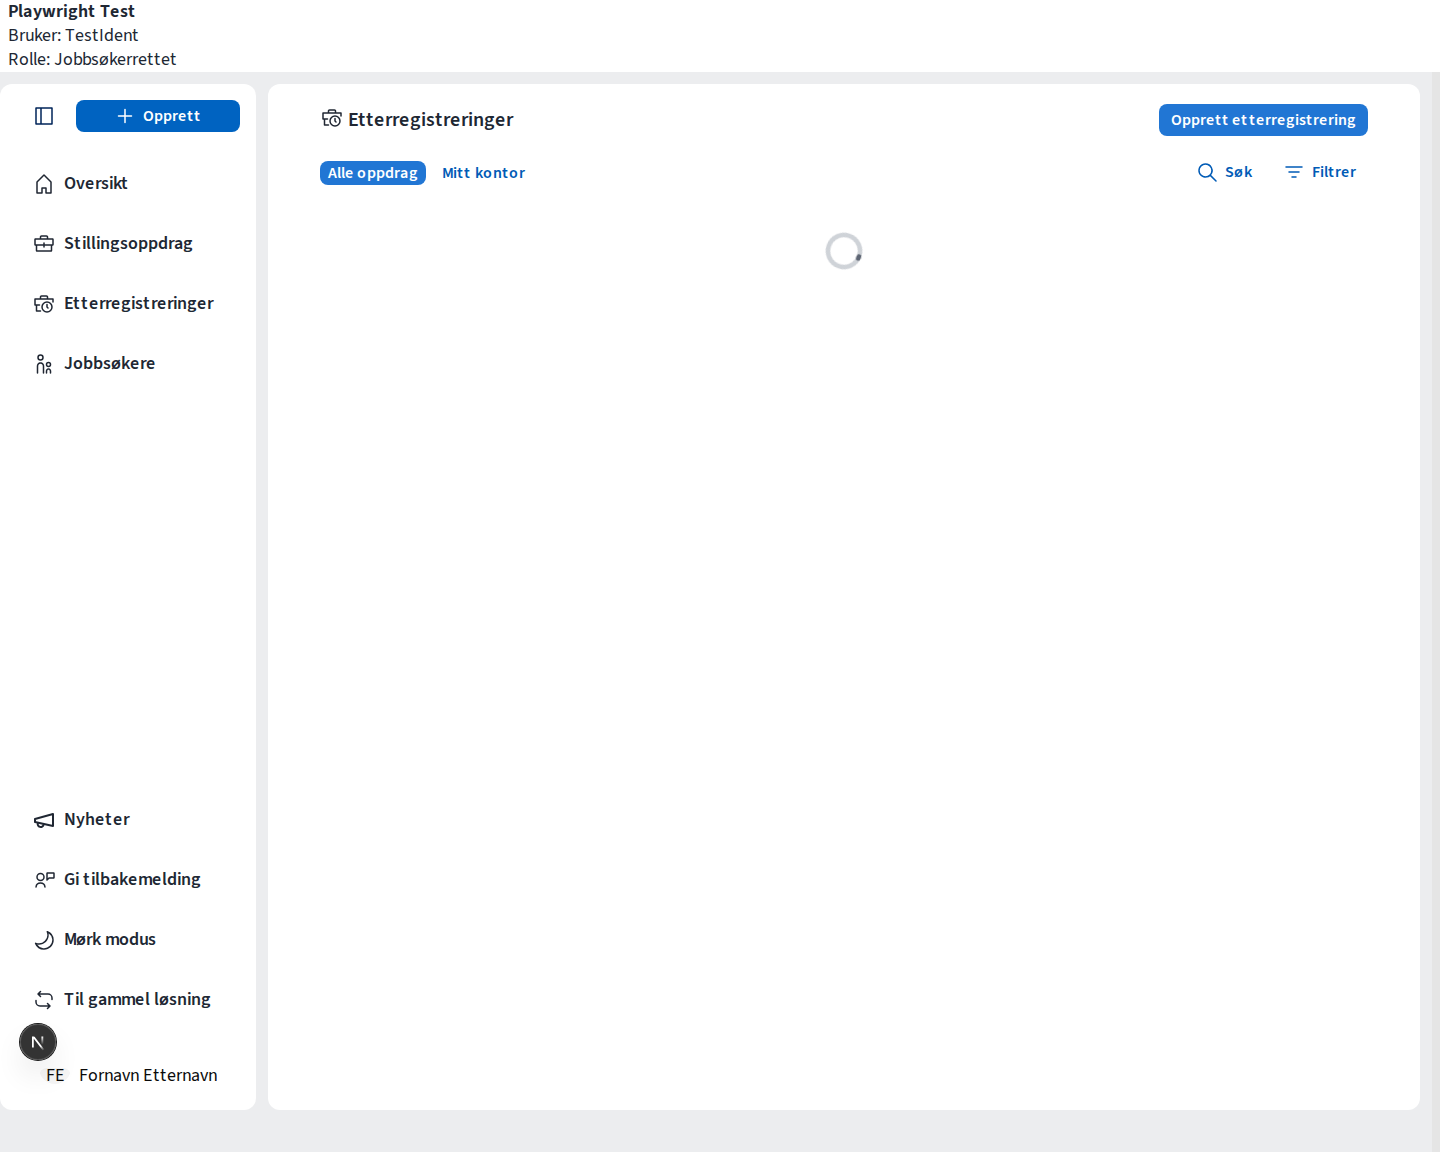 Playwright Test
Bruker: TestIdent
Rolle: Jobbsøkerrettet
Opprett
Oversikt
Stillingsoppdrag
Etterregistreringer
Jobbsøkere
Nyheter
Gi tilbakemelding
Mørk modus
Til gammel løsning
N
FE Fornavn Etternavn
Etterregistreringer
Opprett etterregistrering
Alle oppdrag Mitt kontor
Søk Filtrer